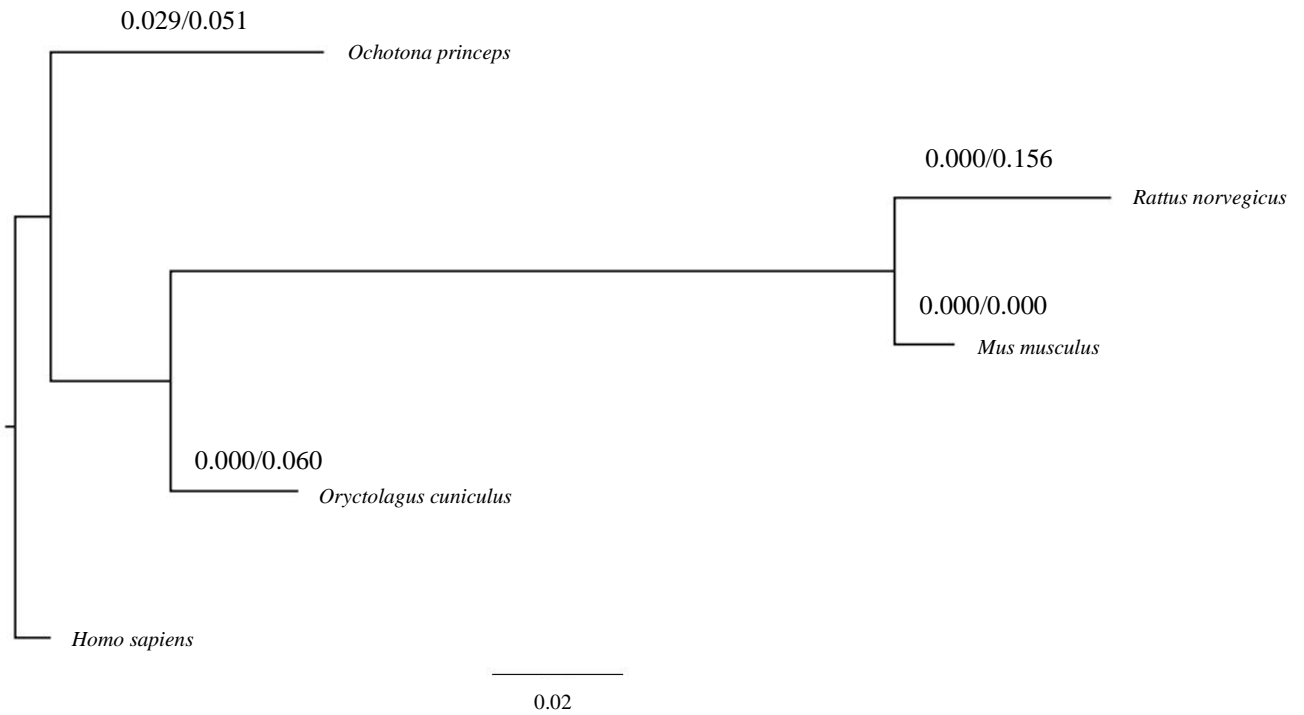 0.029/0.051
Ochotona princeps
0.000/0.156
Rattus norvegicus
0.000/0.000
Mus musculus
0.000/0.060
Oryctolagus cuniculus
Homo sapiens
0.02